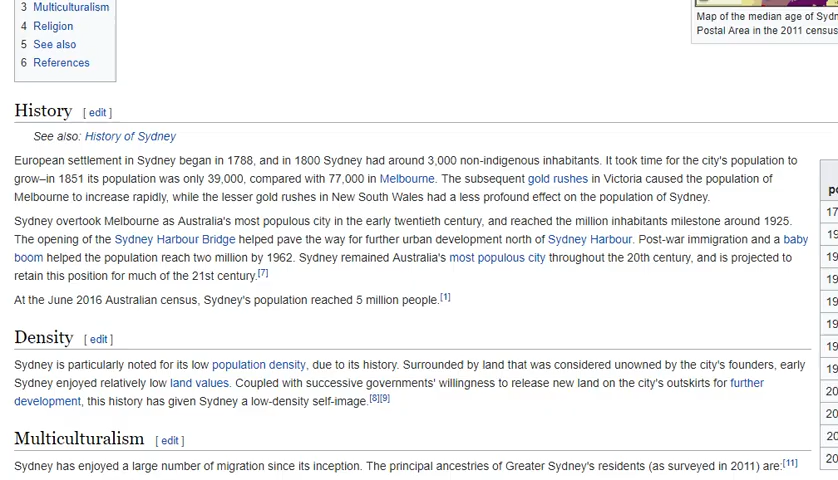 3 Multiculturalism
4 Religion
5 See also
6 References
Map of the median age of Sydn
Postal Area in the 2011 census
History [ edit ]
See also: History of Sydney
European settlement in Sydney began in 1788, and in 1800 Sydney had around 3,000 non-indigenous inhabitants. It took time for the city's population to
grow–in 1851 its population was only 39,000, compared with 77,000 in Melbourne. The subsequent gold rushes in Victoria caused the population of
Melbourne to increase rapidly, while the lesser gold rushes in New South Wales had a less profound effect on the population of Sydney.
Sydney overtook Melbourne as Australia's most populous city in the early twentieth century, and reached the million inhabitants milestone around 1925.
The opening of the Sydney Harbour Bridge helped pave the way for further urban development north of Sydney Harbour. Post-war immigration and a baby
boom helped the population reach two million by 1962. Sydney remained Australia's most populous city throughout the 20th century, and is projected to
retain this position for much of the 21st century.[7]
At the June 2016 Australian census, Sydney's population reached 5 million people.[1]
Density [ edit ]
Sydney is particularly noted for its low population density, due to its history. Surrounded by land that was considered unowned by the city's founders, early
Sydney enjoyed relatively low land values. Coupled with successive governments' willingness to release new land on the city's outskirts for further
development, this history has given Sydney a low-density self-image.[8][9]
Multiculturalism [ edit ]
Sydney has enjoyed a large number of migration since its inception. The principal ancestries of Greater Sydney's residents (as surveyed in 2011) are:[11]
po
17
19
19
19
19
19
19
19
20
20
20
20